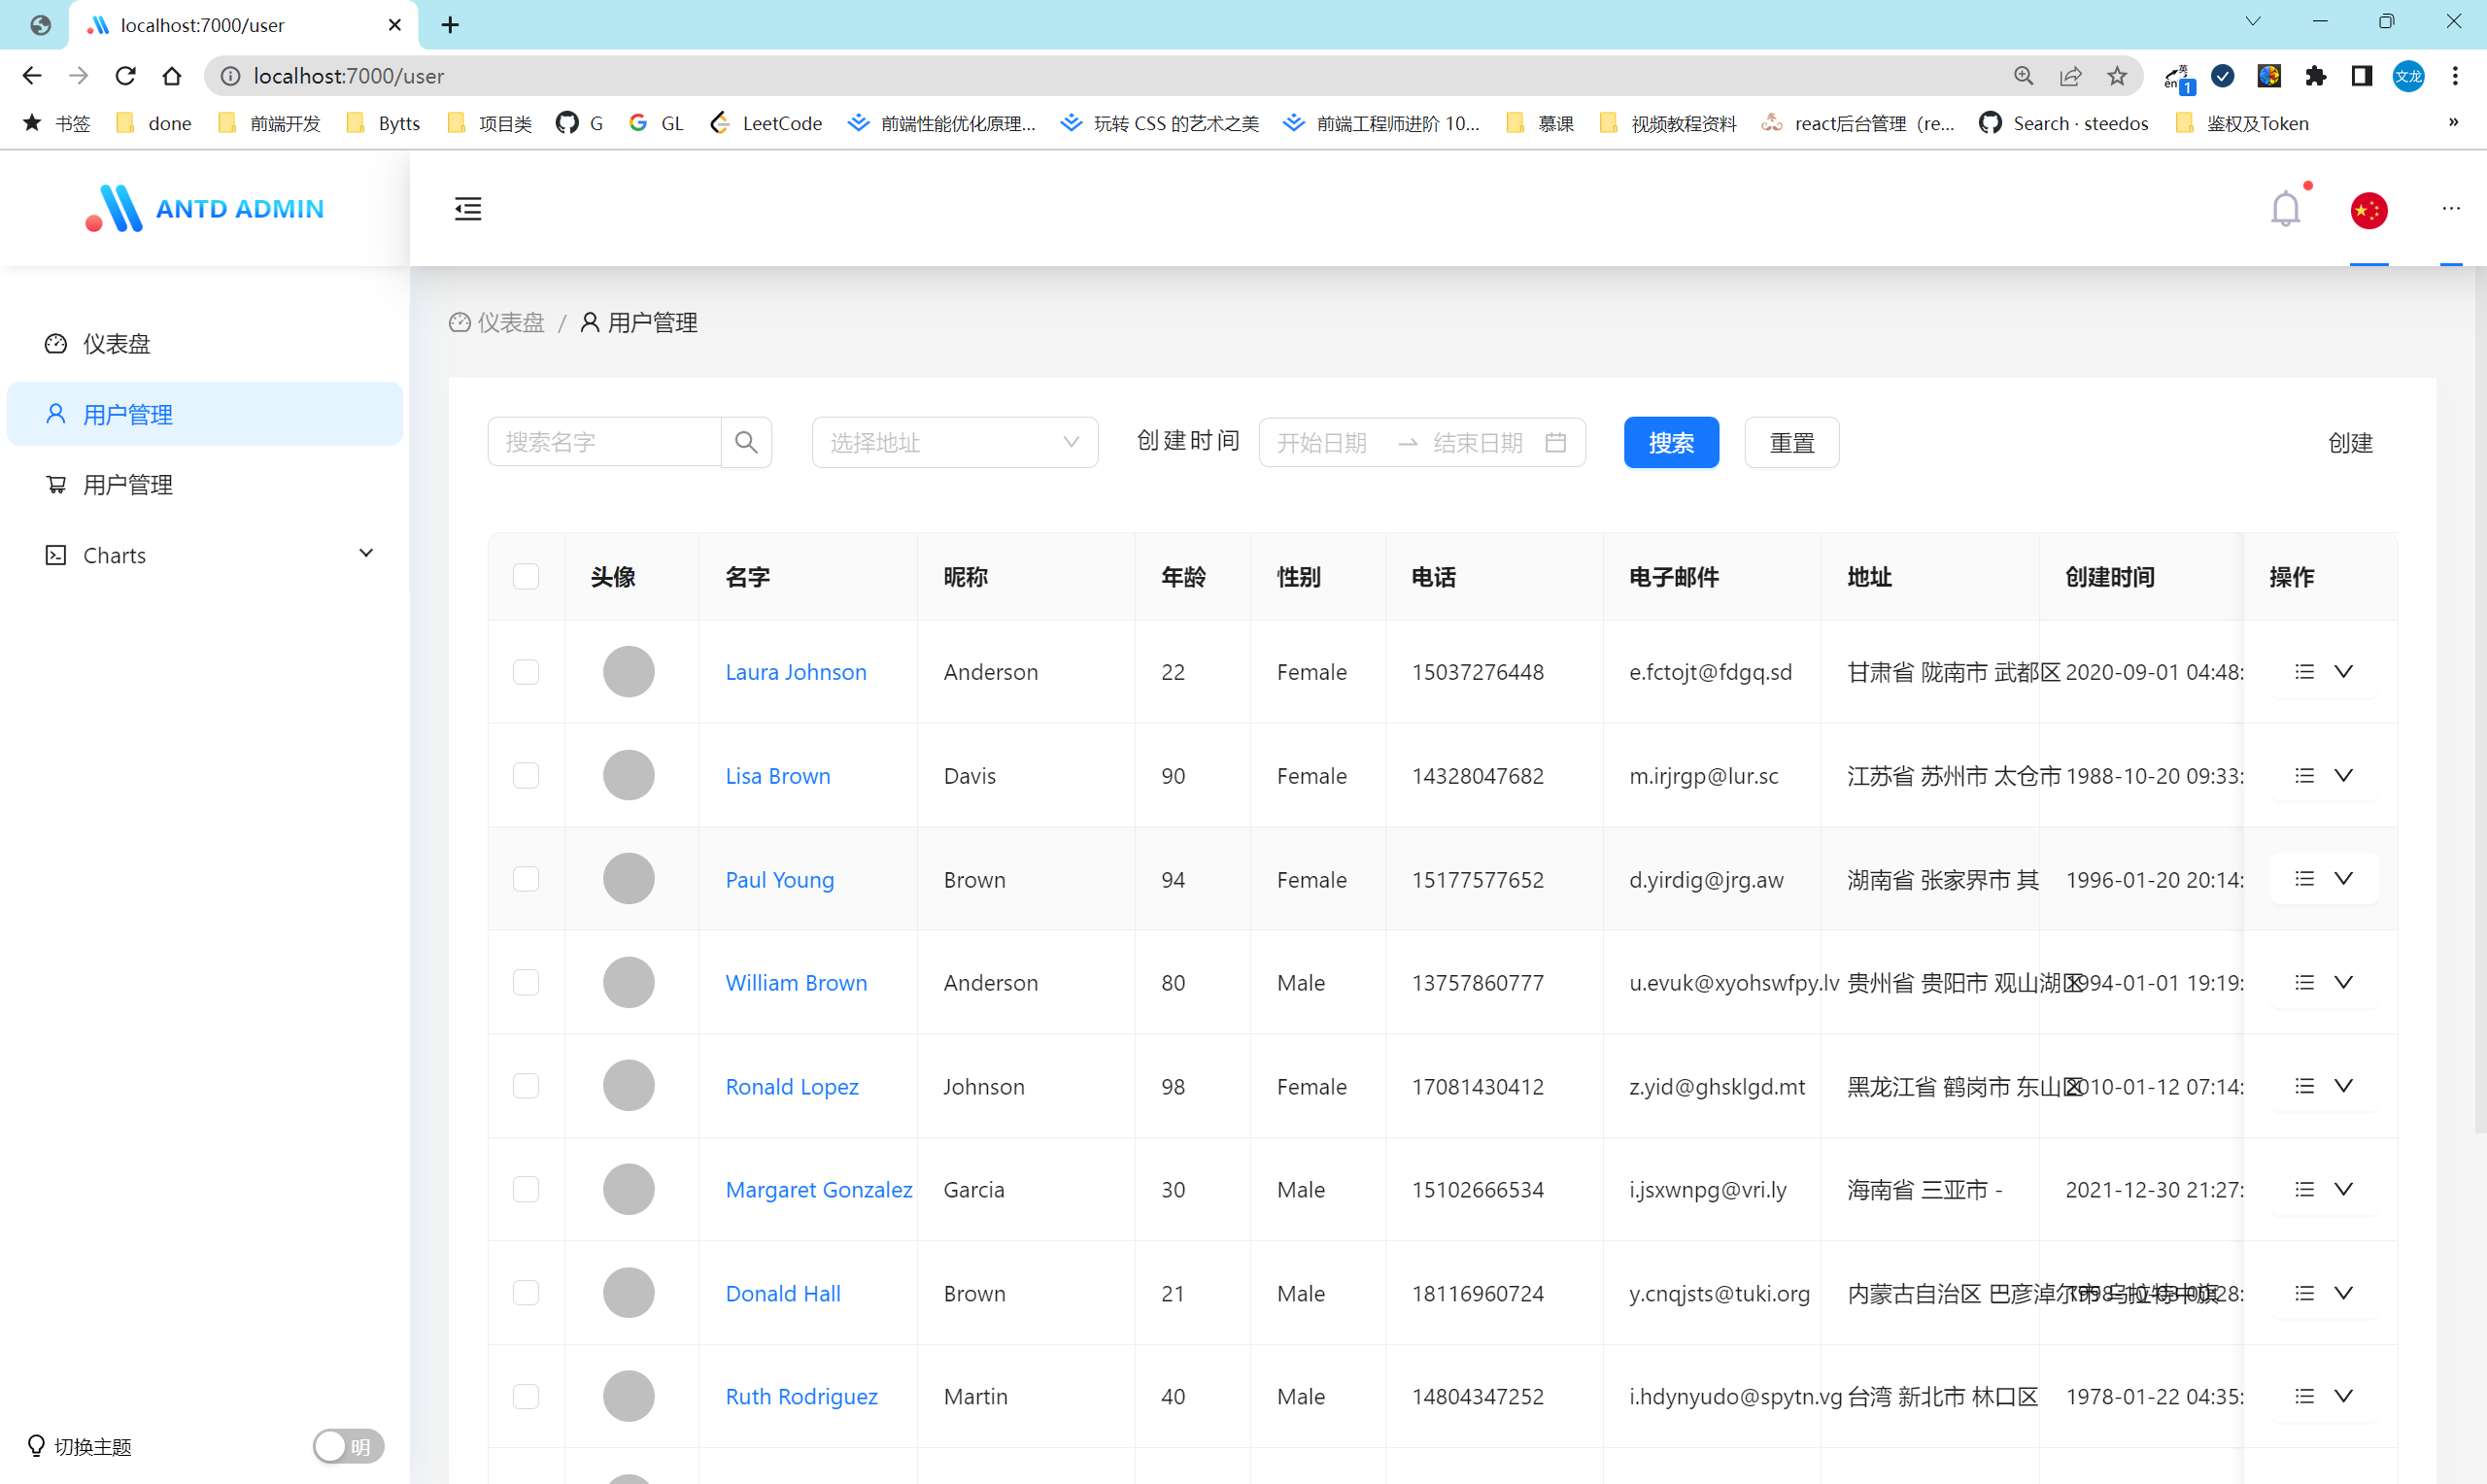 localhost:7000/user
localhost:7000/user
英
en
1
文龙
书签 done 前端开发 Bytts 项目类 G GL LeetCode 前端性能优化原理... 玩转 CSS 的艺术之美 前端工程师进阶 10... 慕课 视频教程资料 react后台管理（re... Search · steedos 鉴权及Token »
ANTD ADMIN
仪表盘
用户管理
用户管理
Charts
切换主题 明
仪表盘 / 用户管理
搜索名字 选择地址 创建时间 开始日期 结束日期 搜索 重置 创建
头像 名字 昵称 年龄 性别 电话 电子邮件 地址 创建时间 操作
Laura Johnson Anderson 22 Female 15037276448 e.fctojt@fdgq.sd 甘肃省 陇南市 武都区 2020-09-01 04:48:
Lisa Brown Davis 90 Female 14328047682 m.irjrgp@lur.sc 江苏省 苏州市 太仓市 1988-10-20 09:33:
Paul Young Brown 94 Female 15177577652 d.yirdig@jrg.aw 湖南省 张家界市 其 1996-01-20 20:14:
William Brown Anderson 80 Male 13757860777 u.evuk@xyohswfpy.lv 贵州省 贵阳市 观山湖区 1994-01-01 19:19:
Ronald Lopez Johnson 98 Female 17081430412 z.yid@ghsklgd.mt 黑龙江省 鹤岗市 东山区 2010-01-12 07:14:
Margaret Gonzalez Garcia 30 Male 15102666534 i.jsxwnpg@vri.ly 海南省 三亚市 - 2021-12-30 21:27:
Donald Hall Brown 21 Male 18116960724 y.cnqjsts@tuki.org 内蒙古自治区 巴彦淖尔市 乌拉特中旗
Ruth Rodriguez Martin 40 Male 14804347252 i.hdynyudo@spytn.vg 台湾 新北市 林口区 1978-01-22 04:35: